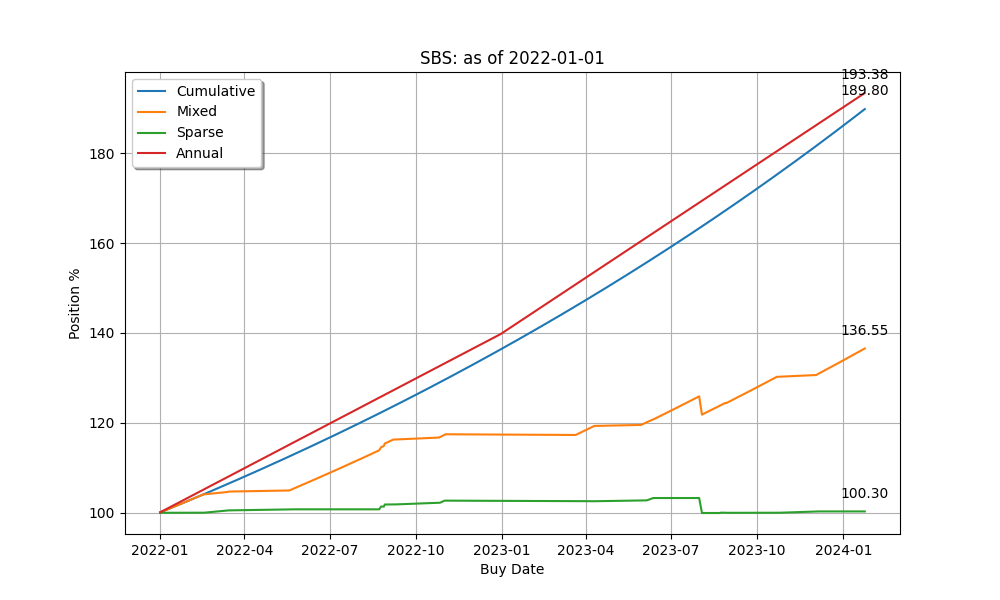 SBS: as of 2022-01-01
193.38
189.80
Cumulative
Mixed
Sparse
Annual
180
160
140
120
100
136.55
100.30
Position %
2022-01 2022-04 2022-07 2022-10 2023-01 2023-04 2023-07 2023-10 2024-01
Buy Date